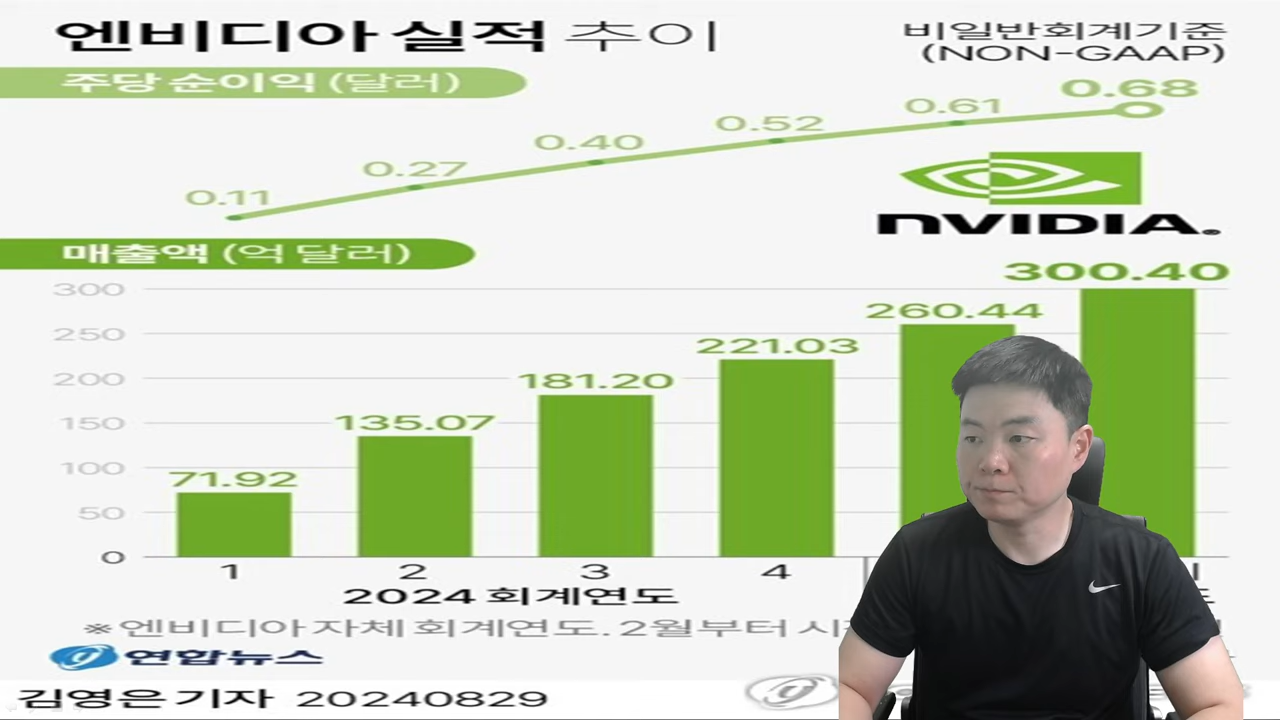 엔비디아 실적 추이
비일반회계기준
(NON-GAAP)
주당 순이익 (달러)
0.11
0.27
0.40
0.52
0.61
0.68
NVIDIA.
매출액 (억 달러)
300
250
200
150
100
50
0
71.92
135.07
181.20
221.03
260.44
300.40
1
2
3
4
2024 회계연도
※ 엔비디아 자체 회계연도. 2월부터
연합뉴스
김영은 기자 20240829